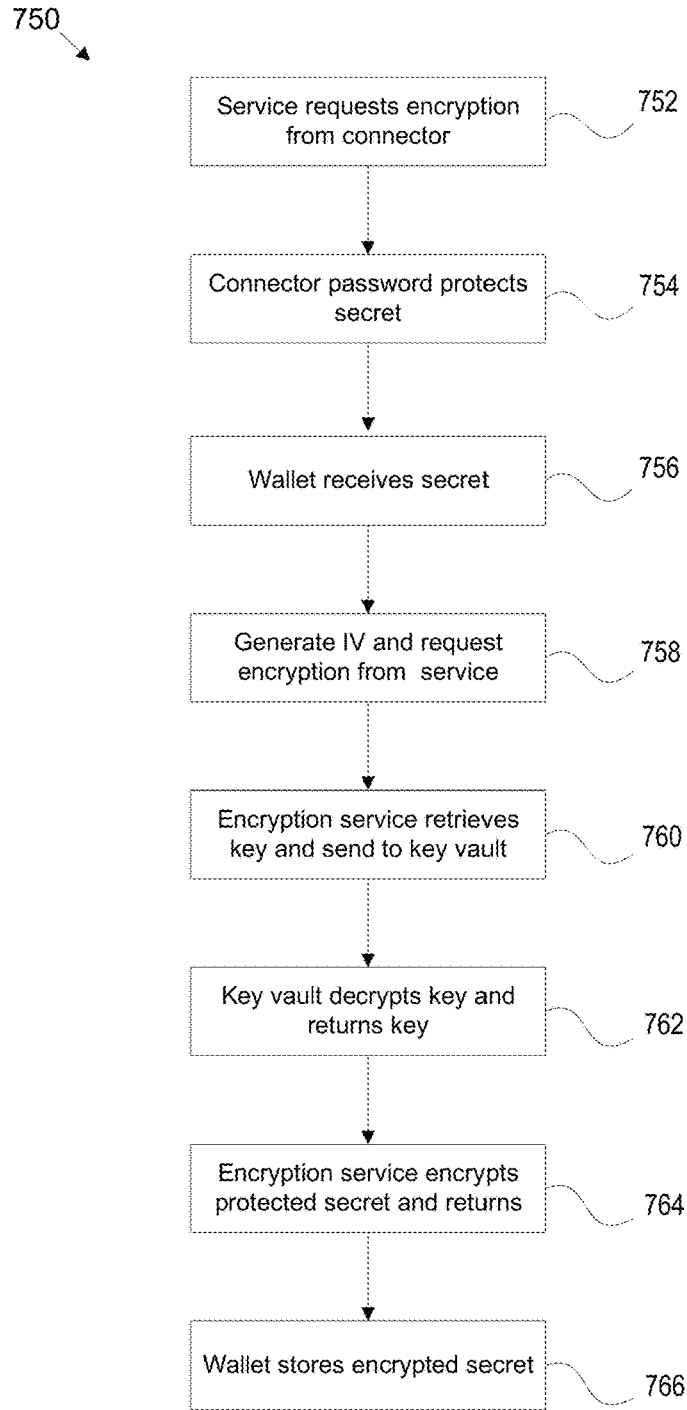 750
Service requests encryption
from connector
752
Connector password protects
secret
754
Wallet receives secret
756
Generate IV and request
encryption from service
758
Encryption service retrieves
key and send to key vault
760
Key vault decrypts key and
returns key
762
Encryption service encrypts
protected secret and returns
764
Wallet stores encrypted secret
766